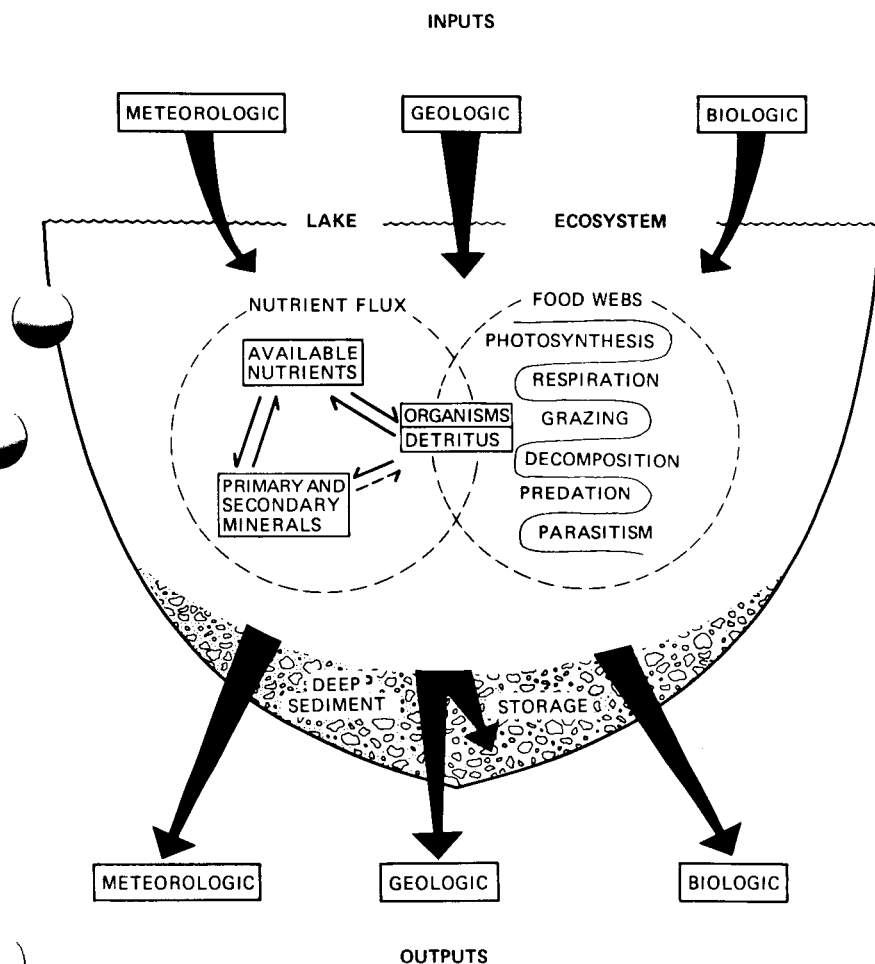 INPUTS
METEOROLOGIC
GEOLOGIC
BIOLOGIC
LAKE
ECOSYSTEM
NUTRIENT FLUX
FOOD WEBS
AVAILABLE
NUTRIENTS
ORGANISMS
DETRITUS
PRIMARY AND
SECONDARY
MINERALS
PHOTOSYNTHESIS
RESPIRATION
GRAZING
DECOMPOSITION
PREDATION
PARASITISM
DEEP
SEDIMENT
STORAGE
METEOROLOGIC
GEOLOGIC
BIOLOGIC
OUTPUTS